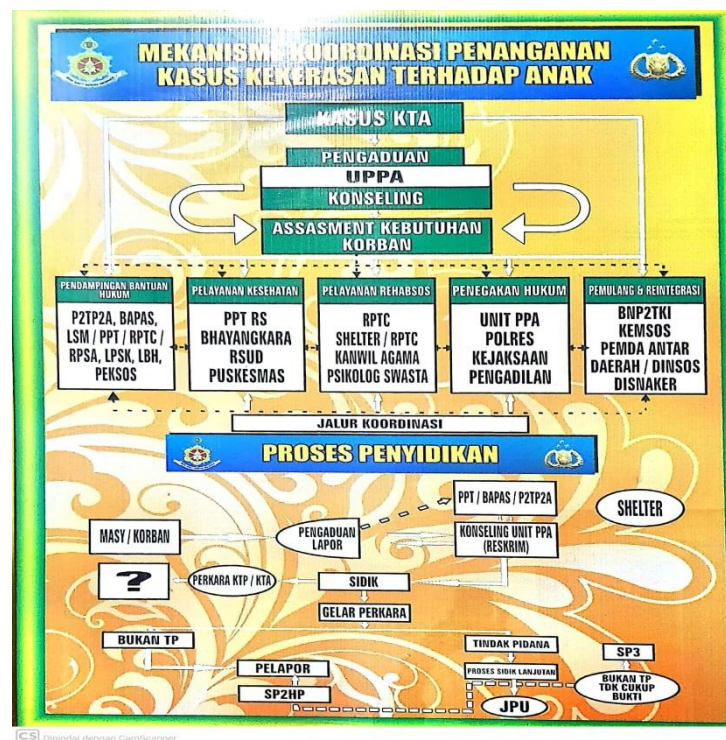 MEKANISME KOORDINASI PENANGANAN
KASUS KEKERASAN TERHADAP ANAK
KASUS KTA
PENGADUAN
UPPA
KONSELING
ASSASMENT KEBUTUHAN
KORBAN
PENDAMPINGAN BANTUAN
HUKUM
P2TP2A, BAPAS,
LSM / PPT / RPTC /
RPSA, LPSK, LBH,
PEKSOS
PELAYANAN KESEHATAN
PPT RS
BHAYANGKARA
RSUD
PUSKESMAS
PELAYANAN REHABSOS
RPTC
SHELTER / RPTC
KANWIL AGAMA
PSIKOLOG SWASTA
PENEGAKAN HUKUM
UNIT PPA
POLRES
KEJAKSAAN
PENGADILAN
PEMULANG & REINTEGRASI
BNP2TKI
KEMSOS
PEMDA ANTAR
DAERAH / DINSOS
DISNAKER
JALUR KOORDINASI
PROSES PENYIDIKAN
PPT / BAPAS / P2TP2A
SHELTER
MASY / KORBAN
PENGADUAN
LAPOR
KONSELING UNIT PPA
(RESKRIM)
?
PERKARA KTP / KTA
SIDIK
GELAR PERKARA
BUKAN TP
TINDAK PIDANA
SP3
PELAPOR
PROSES SIDIK LANJUTAN
BUKAN TP
TDK CUKUP
BUKTI
SP2HP
JPU
CS Dipindai dengan CamScanner